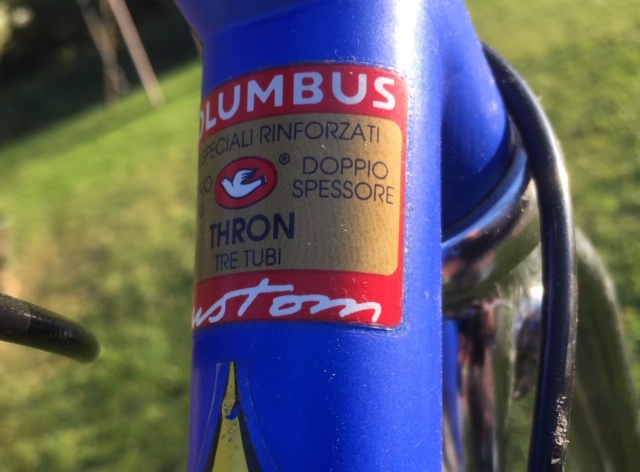 OLUMBUS
SPECIALI RINFORZATI
O ® DOPPIO
SPESSORE
THRON
TRE TUBI
ustom